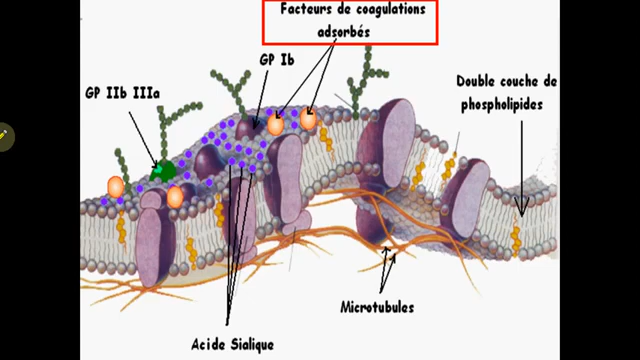 Facteurs de coagulations
adsorbés
GP Ib
GP IIb IIIa
Double couche de
phospholipides
Microtubules
Acide Sialique